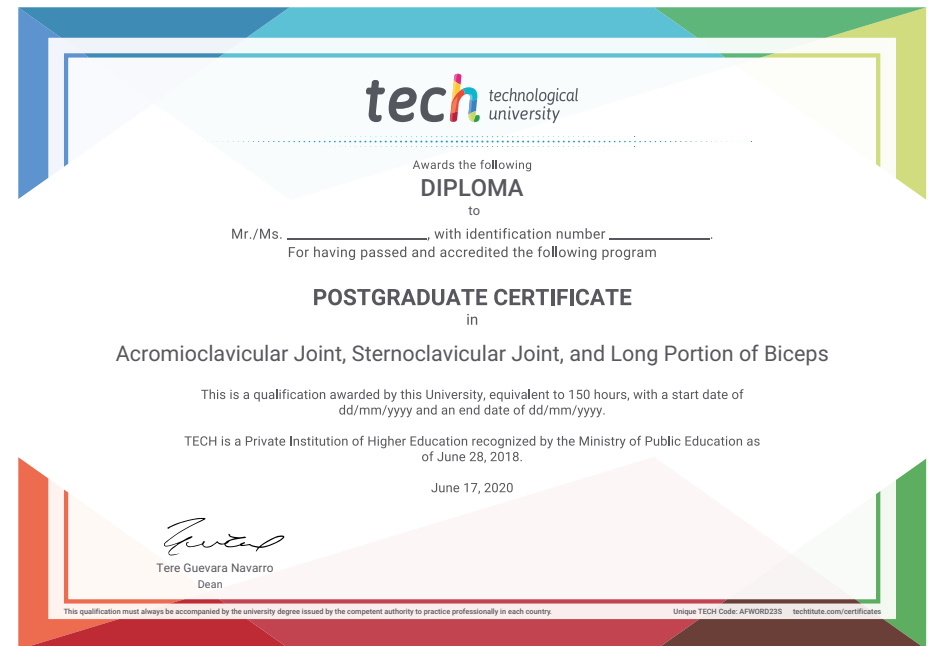 tech technological
university
Awards the following
DIPLOMA
to
Mr./Ms. ____________________, with identification number ______________.
For having passed and accredited the following program
POSTGRADUATE CERTIFICATE
in
Acromioclavicular Joint, Sternoclavicular Joint, and Long Portion of Biceps
This is a qualification awarded by this University, equivalent to 150 hours, with a start date of
dd/mm/yyyy and an end date of dd/mm/yyyy.
TECH is a Private Institution of Higher Education recognized by the Ministry of Public Education as
of June 28, 2018.
June 17, 2020
Tere Guevara Navarro
Dean
This qualification must always be accompanied by the university degree issued by the competent authority to practice professionally in each country. Unique TECH Code: AFWORD23S techtitute.com/certificates